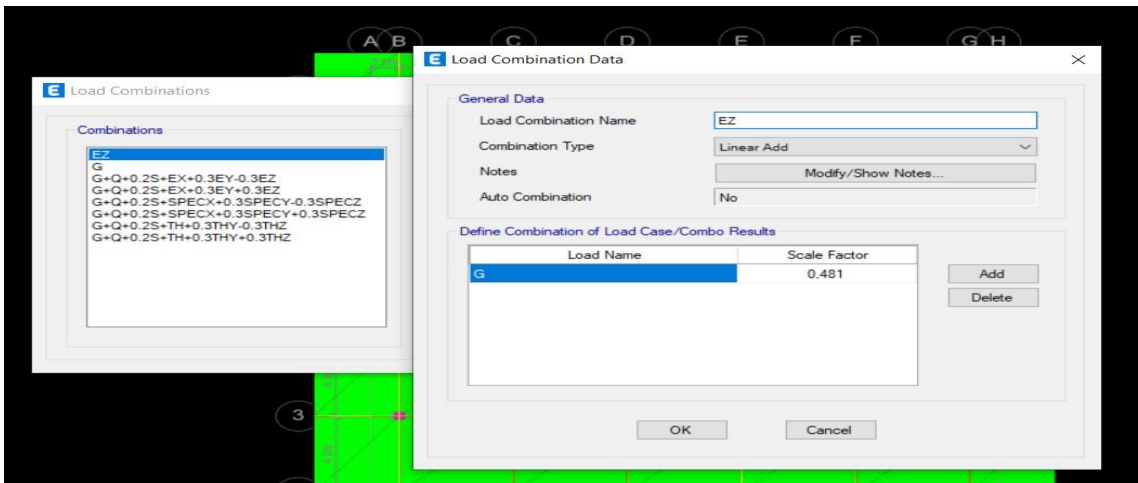 A B C D E F G H
E Load Combination Data
E Load Combinations
General Data
Load Combination Name EZ
Combination Type Linear Add
Notes Modify/Show Notes...
Auto Combination No
Combinations
EZ
G
G+Q+0.2S+EX+0.3EY-0.3EZ
G+Q+0.2S+EX+0.3EY+0.3EZ
G+Q+0.2S+SPECX+0.3SPECY-0.3SPECZ
G+Q+0.2S+SPECX+0.3SPECY+0.3SPECZ
G+Q+0.2S+TH+0.3THY-0.3THZ
G+Q+0.2S+TH+0.3THY+0.3THZ
Define Combination of Load Case/Combo Results
Load Name Scale Factor
G 0.481
Add
Delete
OK Cancel
3